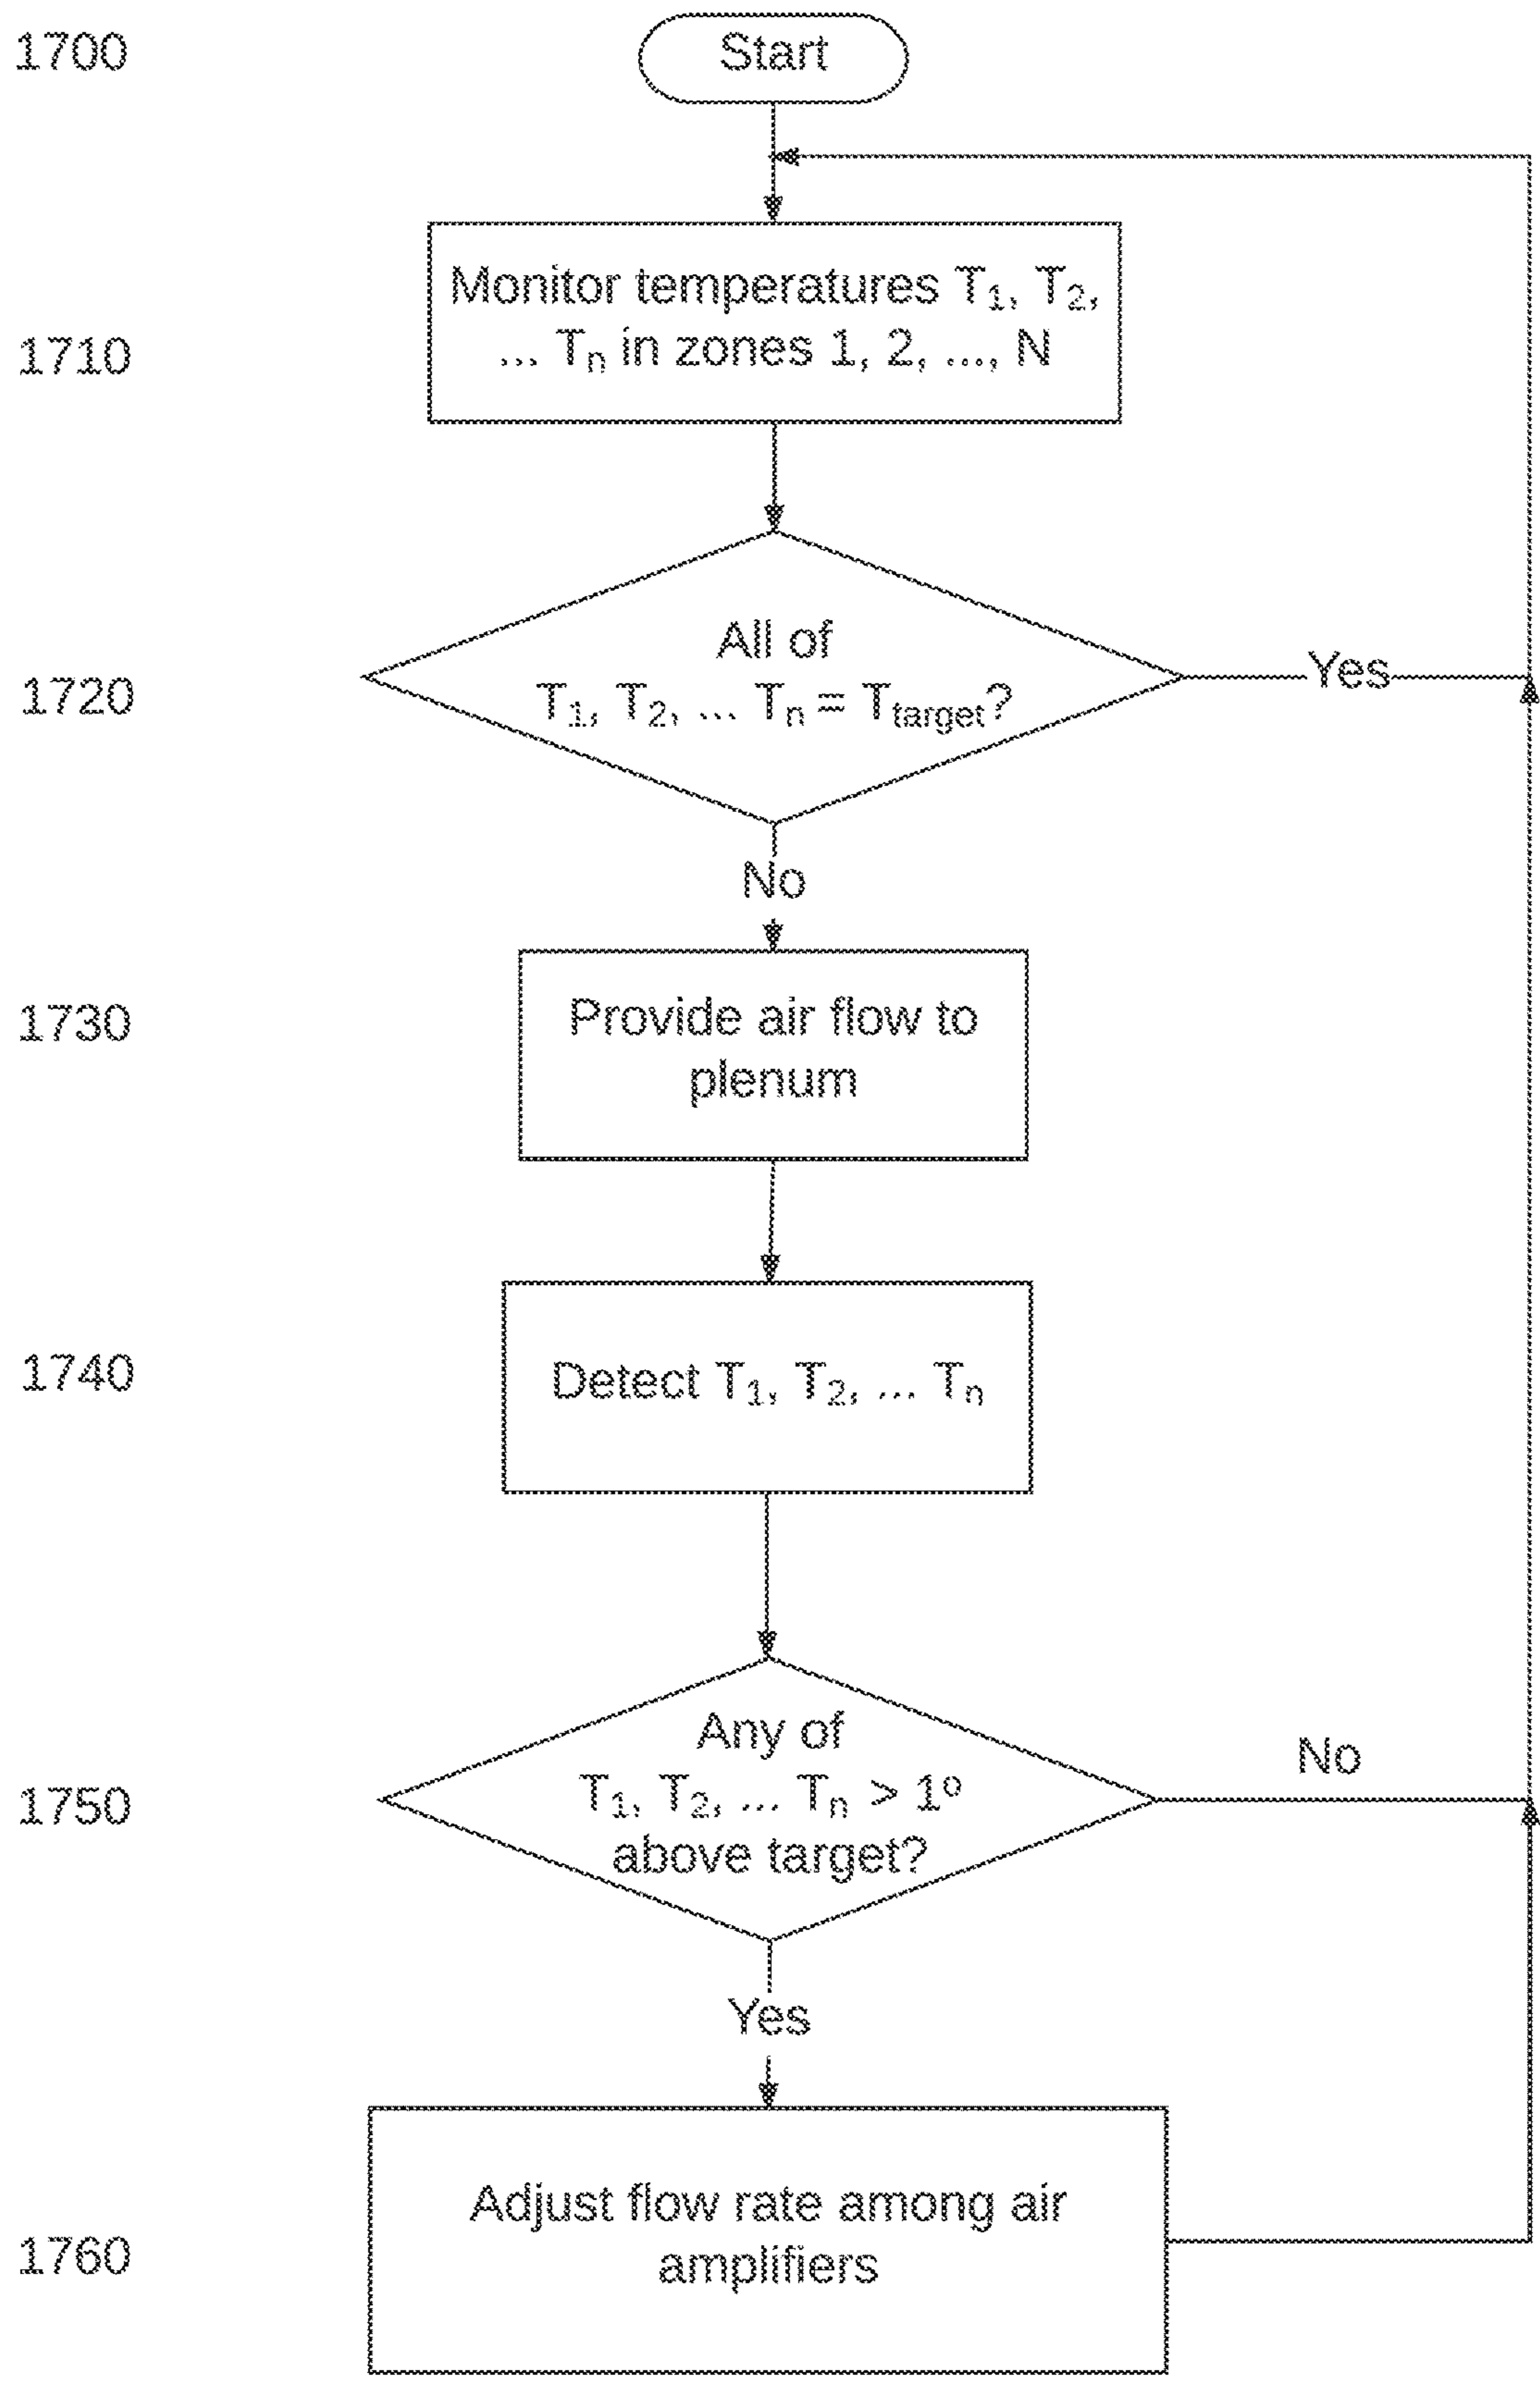 1700
Start
Monitor temperatures T₁, T₂,
... Tₙ in zones 1, 2, ..., N
1710
All of
T₁, T₂, ... Tₙ = Ttarget?
Yes
1720
No
Provide air flow to
plenum
1730
Detect T₁, T₂, ... Tₙ
1740
Any of
T₁, T₂, ... Tₙ > 1º
above target?
No
1750
Yes
Adjust flow rate among air
amplifiers
1760